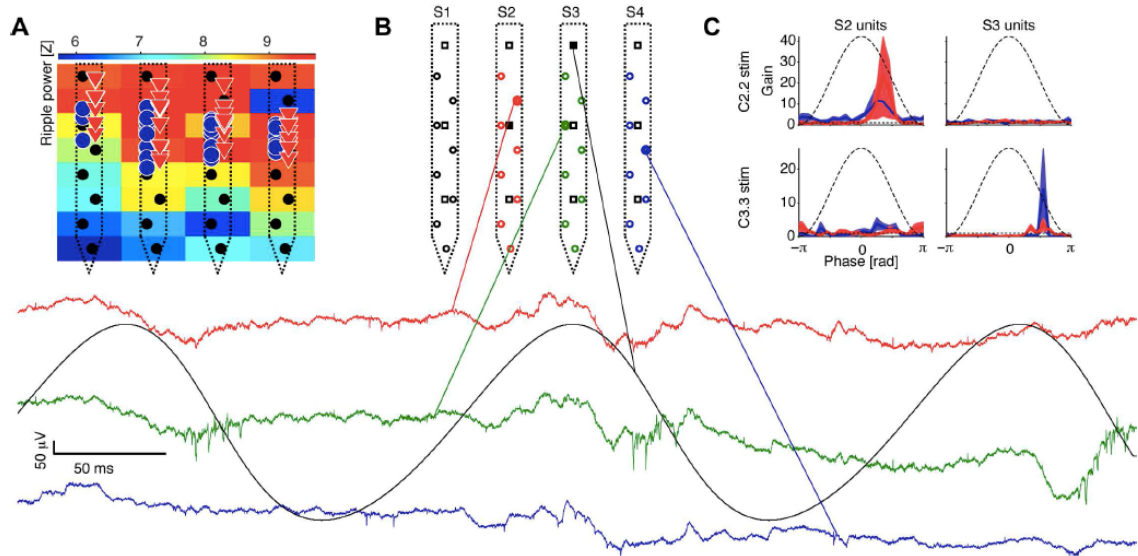 A
6 7 8 9
Ripple power [Z]
B
S1 S2 S3 S4
C
S2 units S3 units
C2.2 stim
Gain
40
30
20
10
0
C3.3 stim
20
10
0
−π 0 π −π 0 π
Phase [rad]
50 µV
50 ms